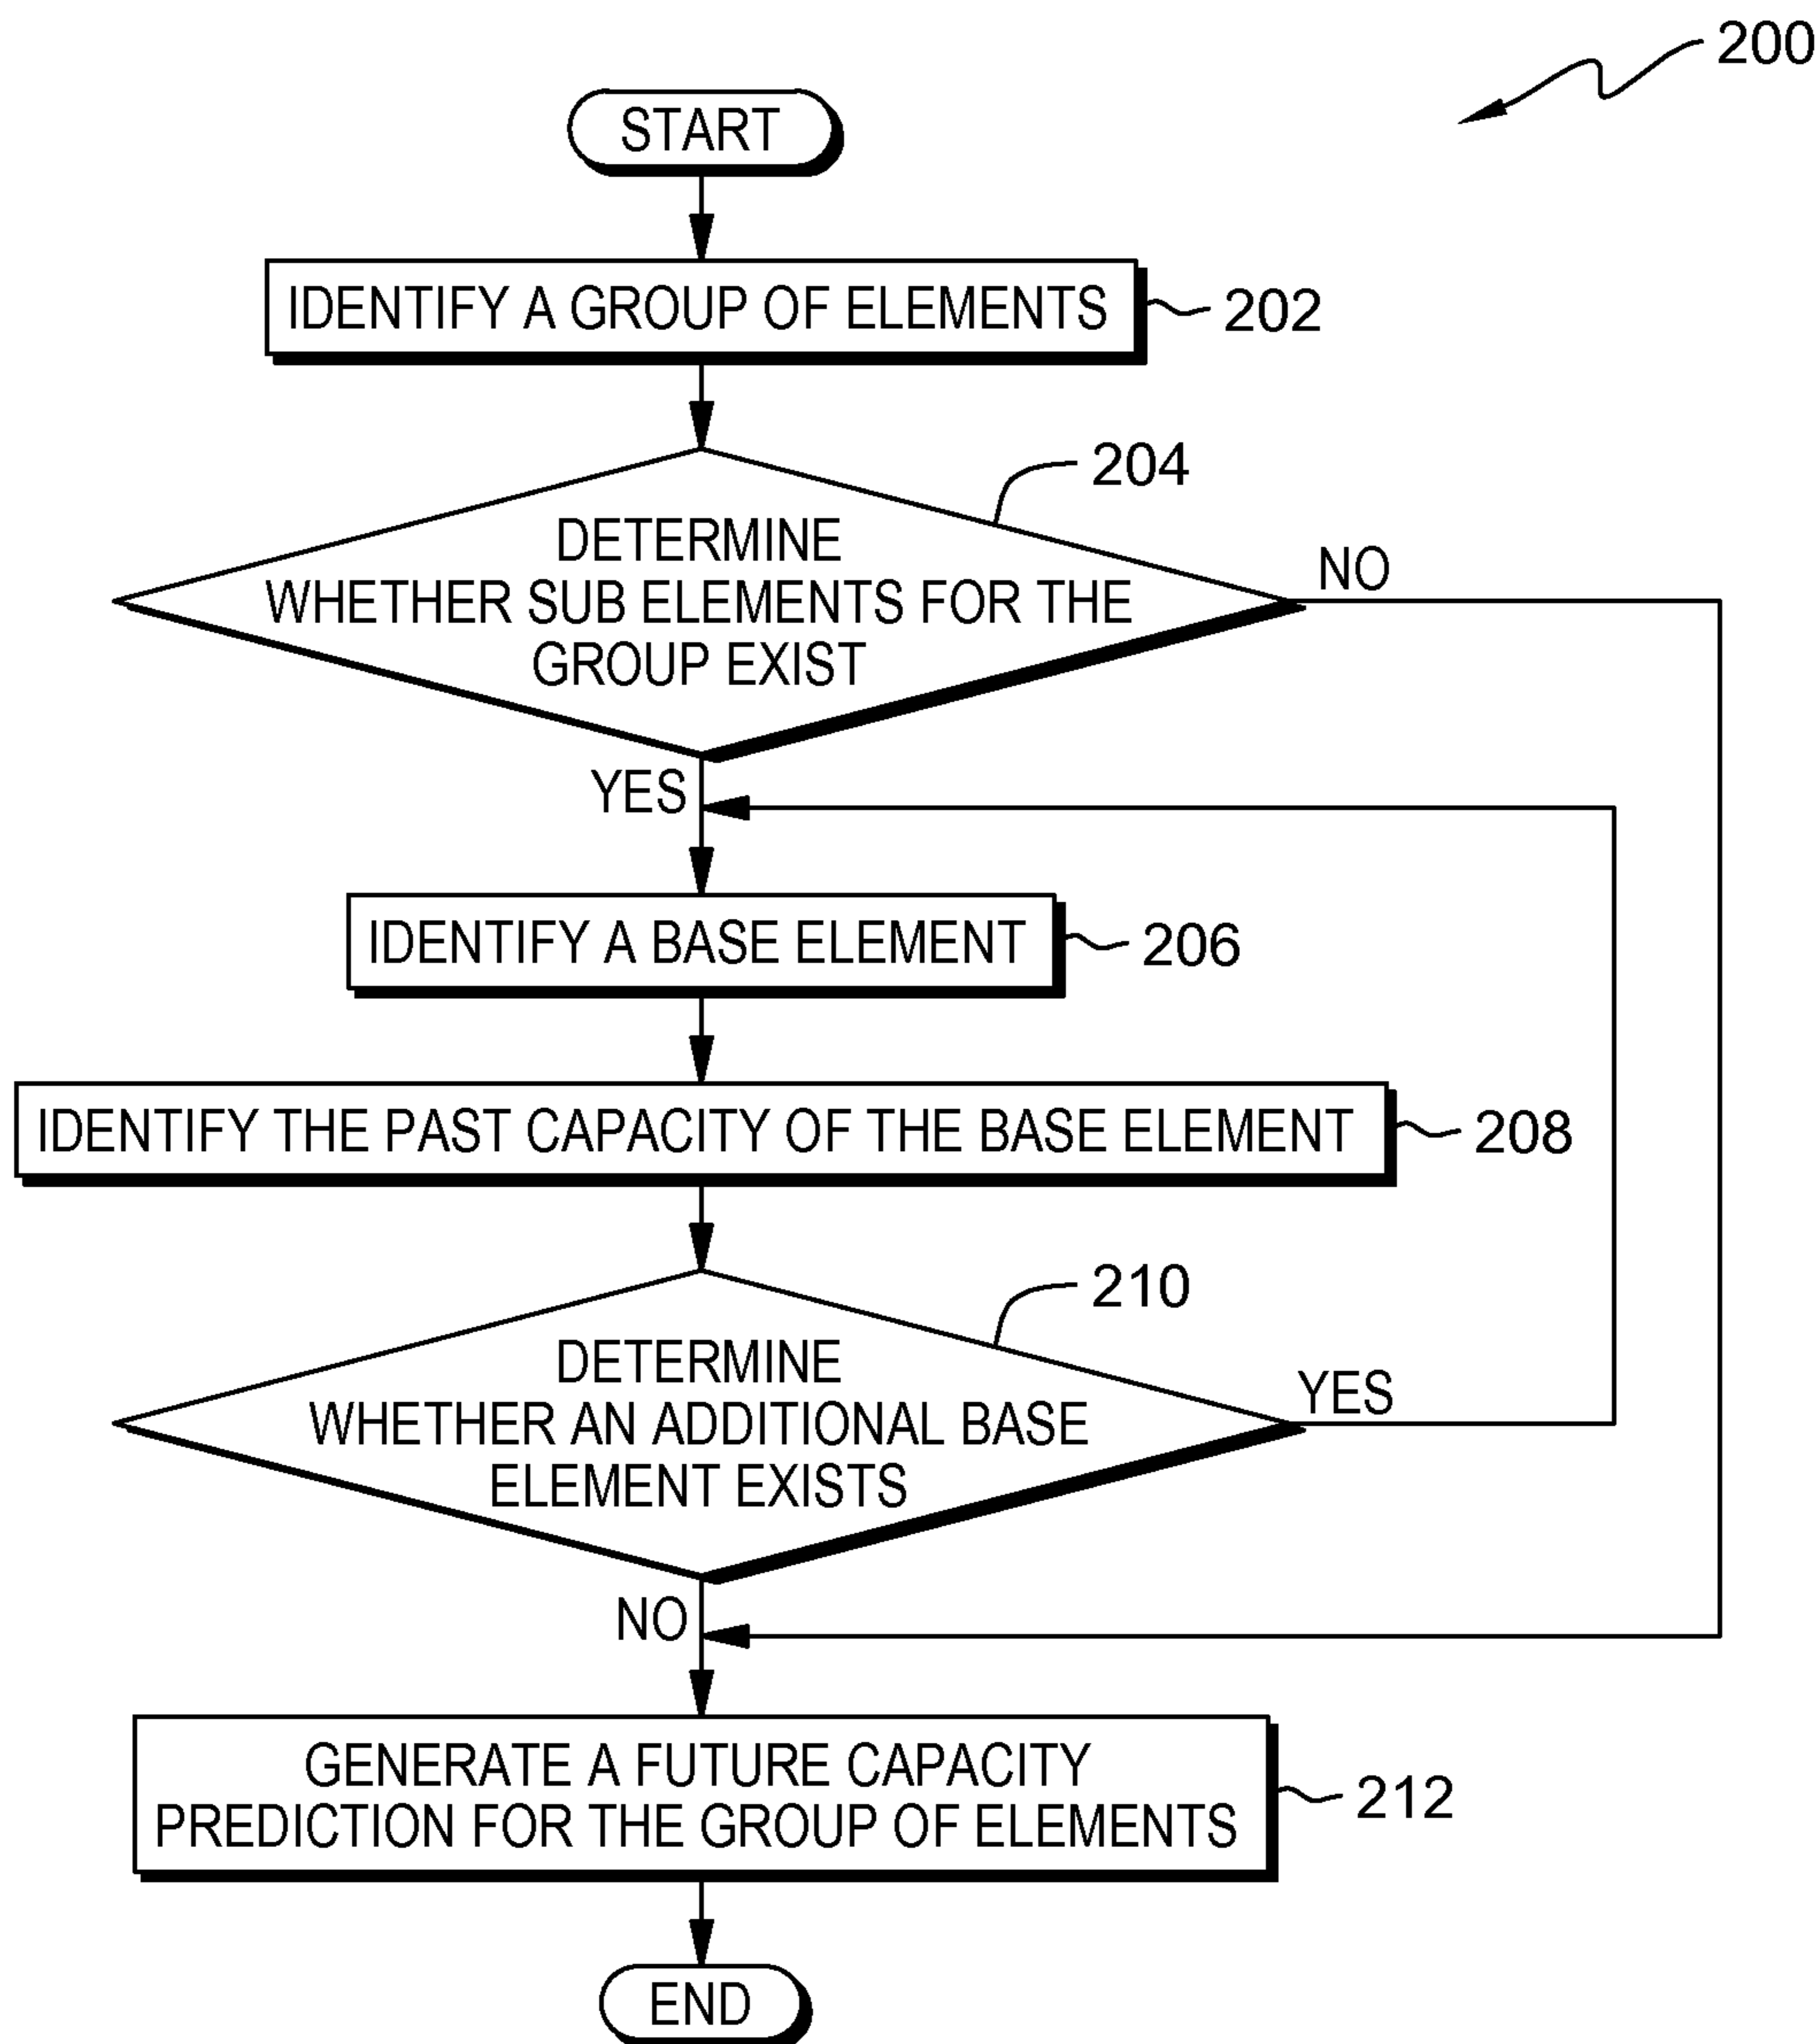 200
START
IDENTIFY A GROUP OF ELEMENTS
202
204
DETERMINE
WHETHER SUB ELEMENTS FOR THE
GROUP EXIST
NO
YES
IDENTIFY A BASE ELEMENT
206
IDENTIFY THE PAST CAPACITY OF THE BASE ELEMENT
208
210
DETERMINE
WHETHER AN ADDITIONAL BASE
ELEMENT EXISTS
YES
NO
GENERATE A FUTURE CAPACITY
PREDICTION FOR THE GROUP OF ELEMENTS
212
END